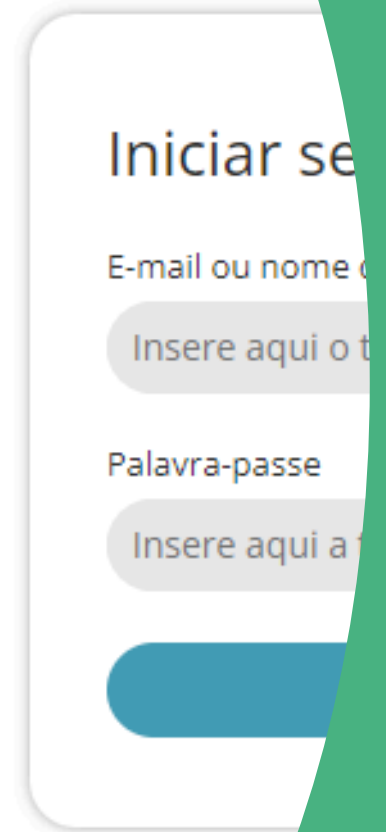 Iniciar se
E-mail ou nome
Insere aqui o
Palavra-passe
Insere aqui a